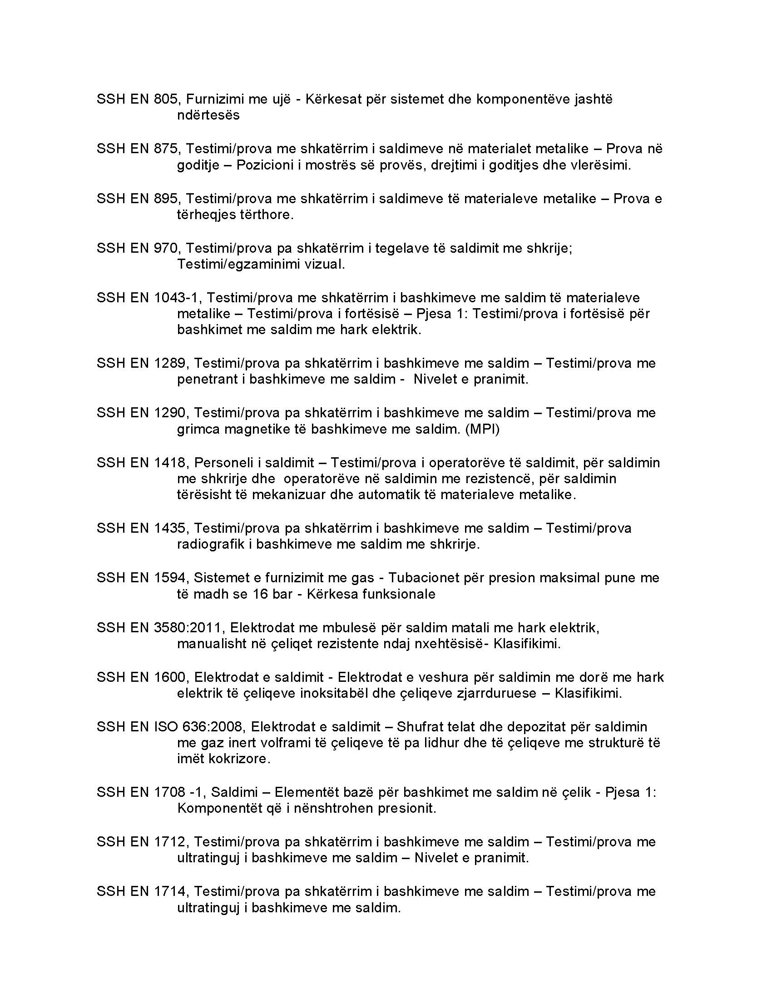 SSH EN 805, Furnizimi me ujë - Kërkesat për sistemet dhe komponentëve jashtë
ndërtesës
SSH EN 875, Testimi/prova me shkatërrim i saldimeve në materialet metalike – Prova në
goditje – Pozicioni i mostrës së provës, drejtimi i goditjes dhe vlerësimi.
SSH EN 895, Testimi/prova me shkatërrim i saldimeve të materialeve metalike – Prova e
tërheqjes tërthore.
SSH EN 970, Testimi/prova pa shkatërrim i tegelave të saldimit me shkrije;
Testimi/egzaminimi vizual.
SSH EN 1043-1, Testimi/prova me shkatërrim i bashkimeve me saldim të materialeve
metalike – Testimi/prova i fortësisë – Pjesa 1: Testimi/prova i fortësisë për
bashkimet me saldim me hark elektrik.
SSH EN 1289, Testimi/prova pa shkatërrim i bashkimeve me saldim – Testimi/prova me
penetrant i bashkimeve me saldim -  Nivelet e pranimit.
SSH EN 1290, Testimi/prova pa shkatërrim i bashkimeve me saldim – Testimi/prova me
grimca magnetike të bashkimeve me saldim. (MPI)
SSH EN 1418, Personeli i saldimit – Testimi/prova i operatorëve të saldimit, për saldimin
me shkrirje dhe  operatorëve në saldimin me rezistencë, për saldimin
tërësisht të mekanizuar dhe automatik të materialeve metalike.
SSH EN 1435, Testimi/prova pa shkatërrim i bashkimeve me saldim – Testimi/prova
radiografik i bashkimeve me saldim me shkrirje.
SSH EN 1594, Sistemet e furnizimit me gas - Tubacionet për presion maksimal pune me
të madh se 16 bar - Kërkesa funksionale
SSH EN 3580:2011, Elektrodat me mbulesë për saldim matali me hark elektrik,
manualisht në çeliqet rezistente ndaj nxehtësisë- Klasifikimi.
SSH EN 1600, Elektrodat e saldimit - Elektrodat e veshura për saldimin me dorë me hark
elektrik të çeliqeve inoksitabël dhe çeliqeve zjarrduruese – Klasifikimi.
SSH EN ISO 636:2008, Elektrodat e saldimit – Shufrat telat dhe depozitat për saldimin
me gaz inert volframi të çeliqeve të pa lidhur dhe të çeliqeve me strukturë të
imët kokrizore.
SSH EN 1708 -1, Saldimi – Elementët bazë për bashkimet me saldim në çelik - Pjesa 1:
Komponentët që i nënshtrohen presionit.
SSH EN 1712, Testimi/prova pa shkatërrim i bashkimeve me saldim – Testimi/prova me
ultratinguj i bashkimeve me saldim – Nivelet e pranimit.
SSH EN 1714, Testimi/prova pa shkatërrim i bashkimeve me saldim – Testimi/prova me
ultratinguj i bashkimeve me saldim.